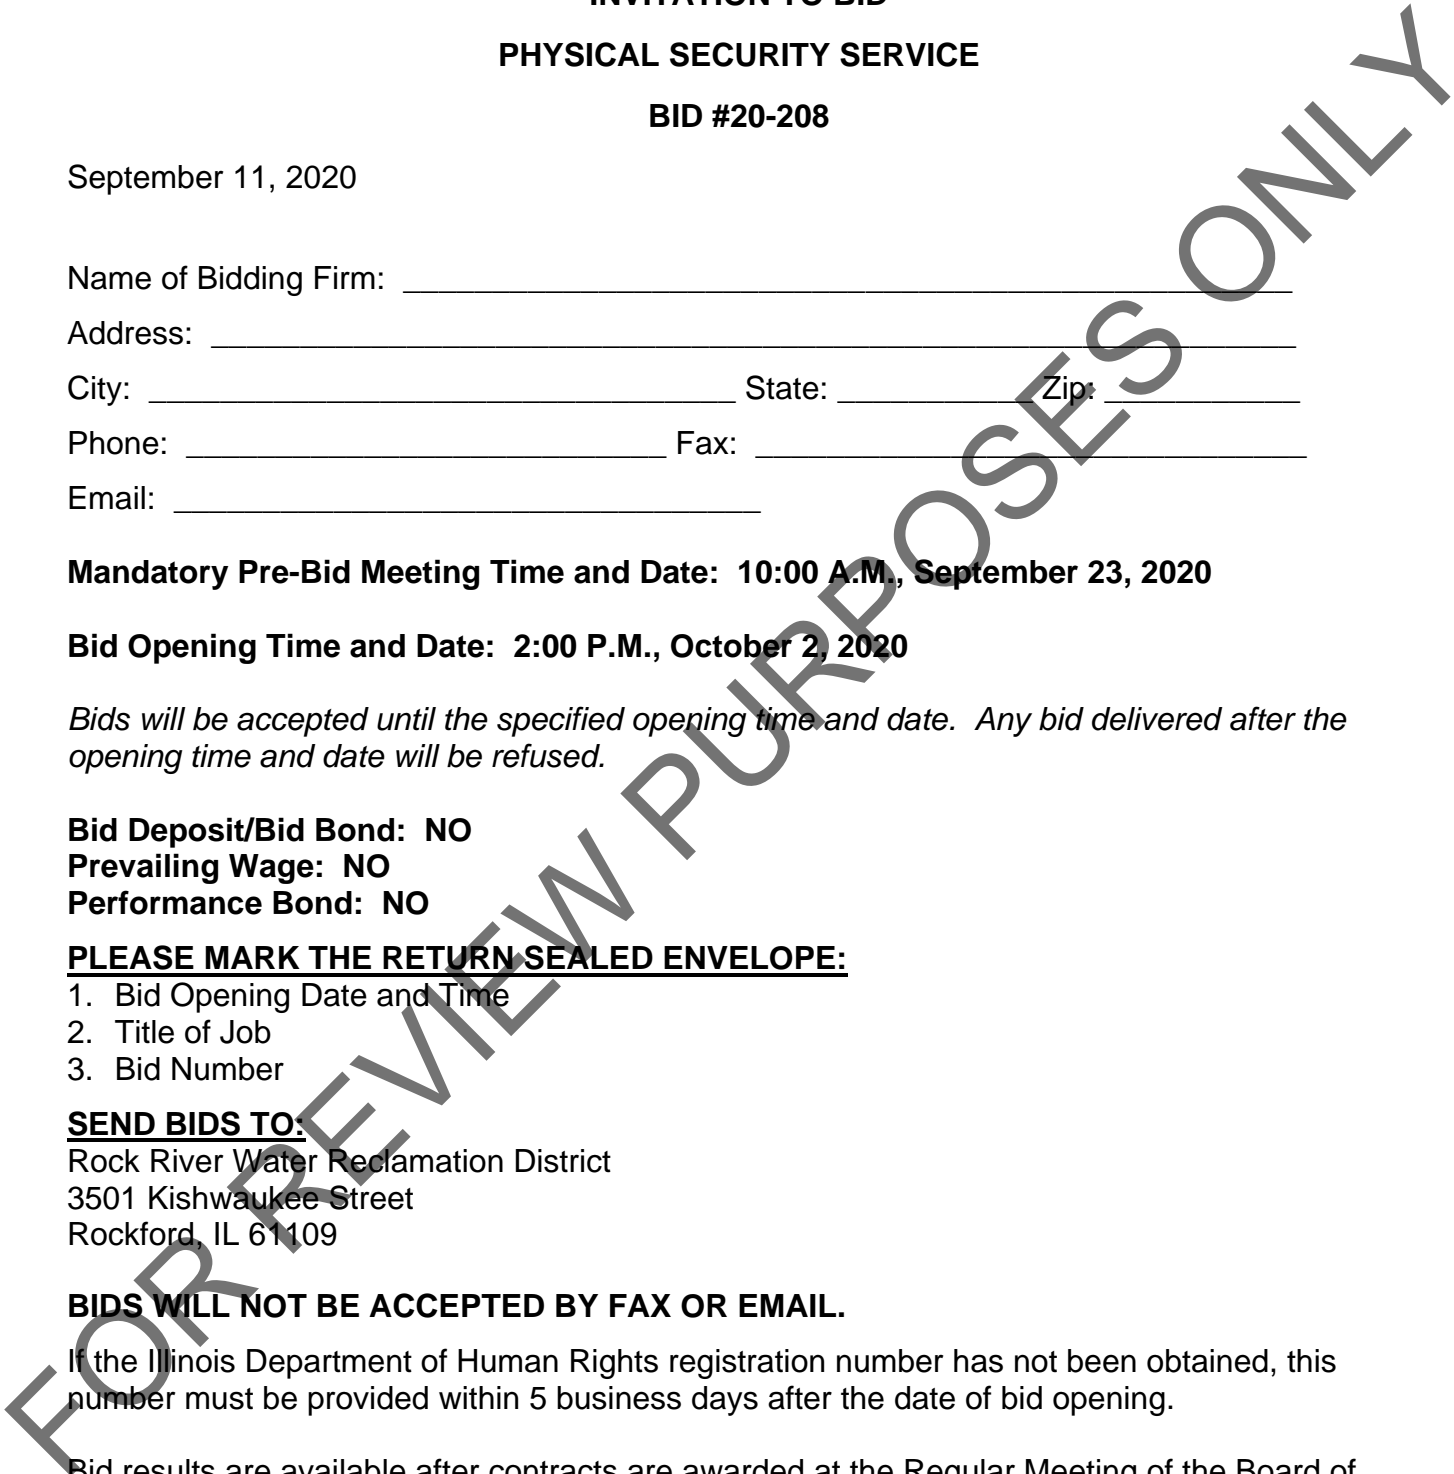 INVITATION TO BID
PHYSICAL SECURITY SERVICE
BID #20-208
September 11, 2020
Name of Bidding Firm: __________________________________________________
Address: _____________________________________________________________
City: _________________________________ State: ___________ Zip: ___________
Phone: ___________________________ Fax: _______________________________
Email: _________________________________
Mandatory Pre-Bid Meeting Time and Date: 10:00 A.M., September 23, 2020
Bid Opening Time and Date: 2:00 P.M., October 2, 2020
Bids will be accepted until the specified opening time and date. Any bid delivered after the
opening time and date will be refused.
Bid Deposit/Bid Bond: NO
Prevailing Wage: NO
Performance Bond: NO
PLEASE MARK THE RETURN SEALED ENVELOPE:
1. Bid Opening Date and Time
2. Title of Job
3. Bid Number
SEND BIDS TO:
Rock River Water Reclamation District
3501 Kishwaukee Street
Rockford, IL 61109
BIDS WILL NOT BE ACCEPTED BY FAX OR EMAIL.
If the Illinois Department of Human Rights registration number has not been obtained, this
number must be provided within 5 business days after the date of bid opening.
Bid results are available after contracts are awarded at the Regular Meeting of the Board of
FOR REVIEW PURPOSES ONLY